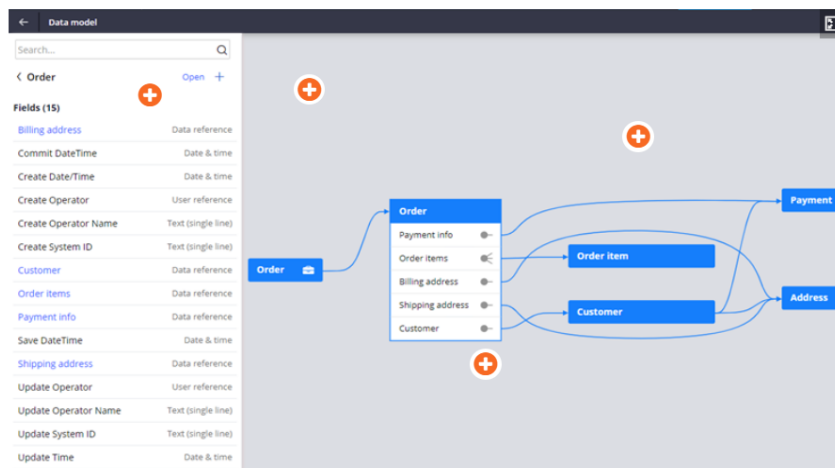 Data model
Search...
Order Open
Fields (15)
Billing address Data reference
Commit DateTime Date & time
Create Date/Time Date & time
Create Operator User reference
Create Operator Name Text (single line)
Create System ID Text (single line)
Customer Data reference
Order items Data reference
Payment info Data reference
Save DateTime Date & time
Shipping address Data reference
Update Operator User reference
Update Operator Name Text (single line)
Update System ID Text (single line)
Update Time Date & time
Order
Order
Payment info
Order items
Billing address
Shipping address
Customer
Order item
Customer
Payment
Address